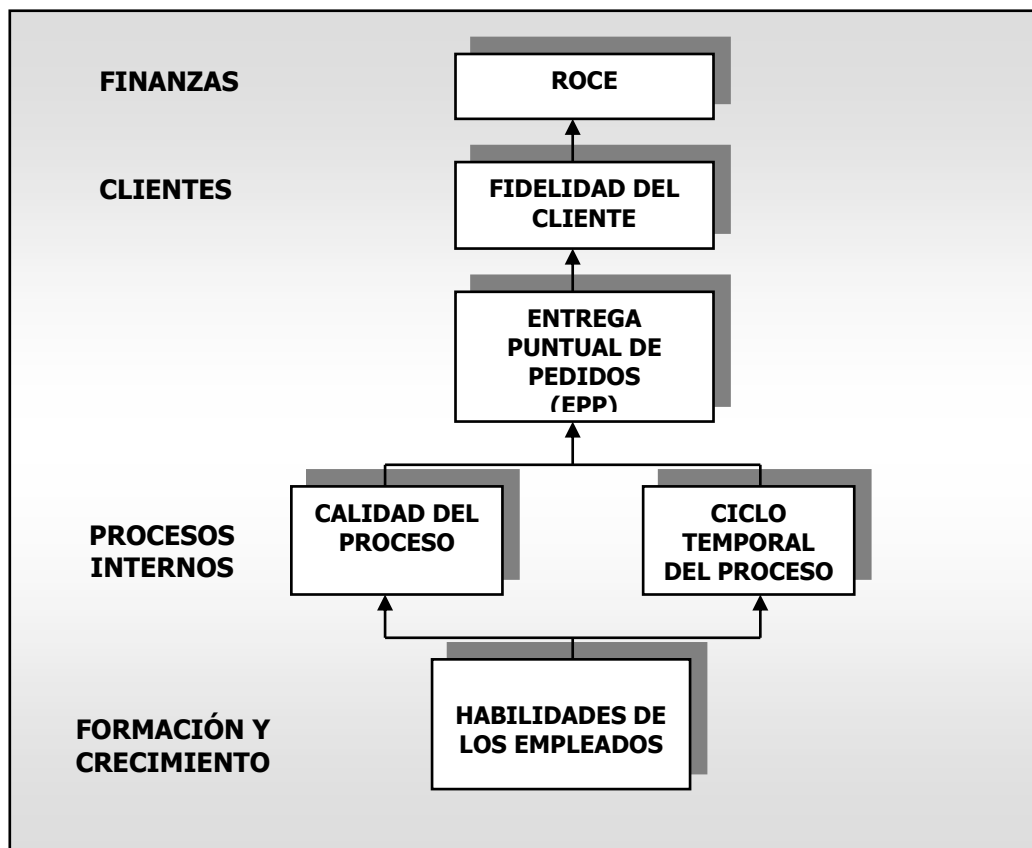 FINANZAS
ROCE
CLIENTES
FIDELIDAD DEL
CLIENTE
ENTREGA
PUNTUAL DE
PEDIDOS
(EPP)
PROCESOS
INTERNOS
CALIDAD DEL
PROCESO
CICLO
TEMPORAL
DEL PROCESO
FORMACIÓN Y
CRECIMIENTO
HABILIDADES DE
LOS EMPLEADOS